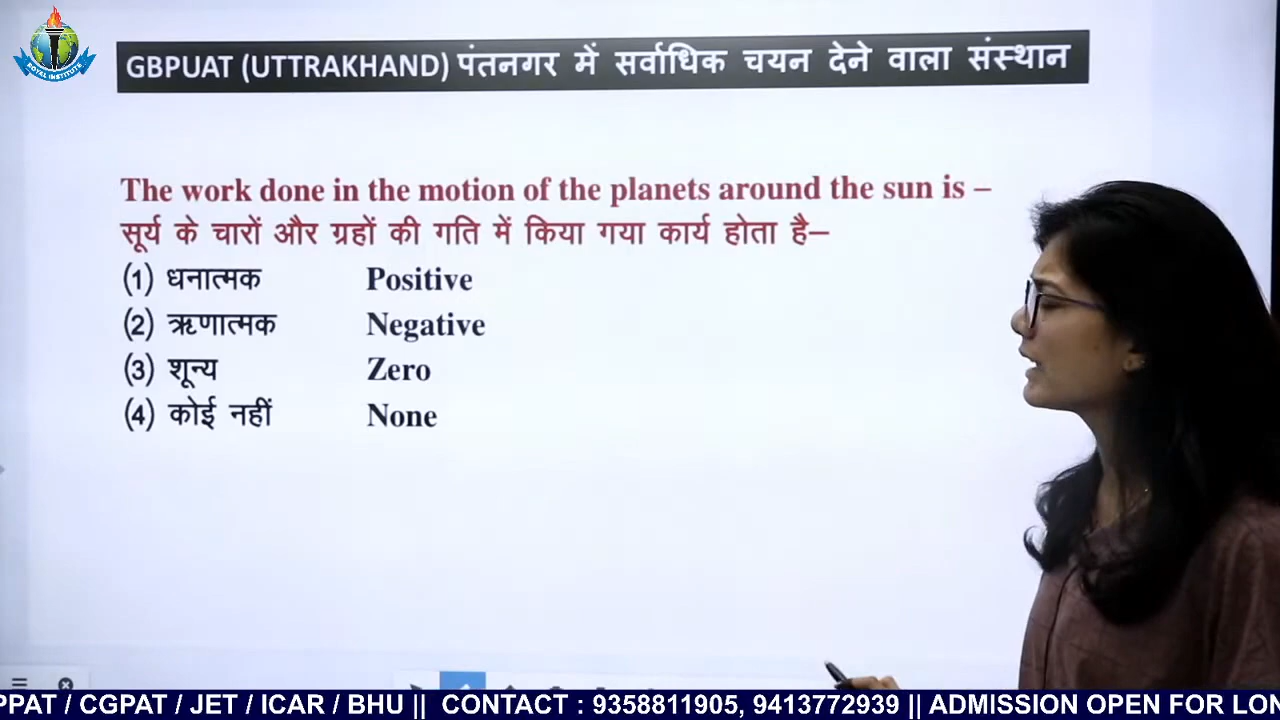 ROYAL INSTITUTE
GBPUAT (UTTRAKHAND) पंतनगर में सर्वाधिक चयन देने वाला संस्थान
The work done in the motion of the planets around the sun is –
सूर्य के चारों और ग्रहों की गति में किया गया कार्य होता है–
(1) धनात्मक Positive
(2) ऋणात्मक Negative
(3) शून्य Zero
(4) कोई नहीं None
PPAT / CGPAT / JET / ICAR / BHU || CONTACT : 9358811905, 9413772939 || ADMISSION OPEN FOR LON